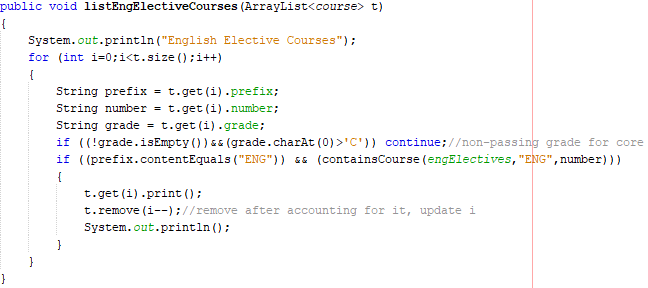 public void listEngElectiveCourses(ArrayList<course> t)
{
    System.out.println("English Elective Courses");
    for (int i=0;i<t.size();i++)
    {
        String prefix = t.get(i).prefix;
        String number = t.get(i).number;
        String grade = t.get(i).grade;
        if ((!grade.isEmpty())&&(grade.charAt(0)>'C')) continue;//non-passing grade for core
        if ((prefix.contentEquals("ENG")) && (containsCourse(engElectives,"ENG",number)))
        {
            t.get(i).print();
            t.remove(i--);//remove after accounting for it, update i
            System.out.println();
        }
    }
}